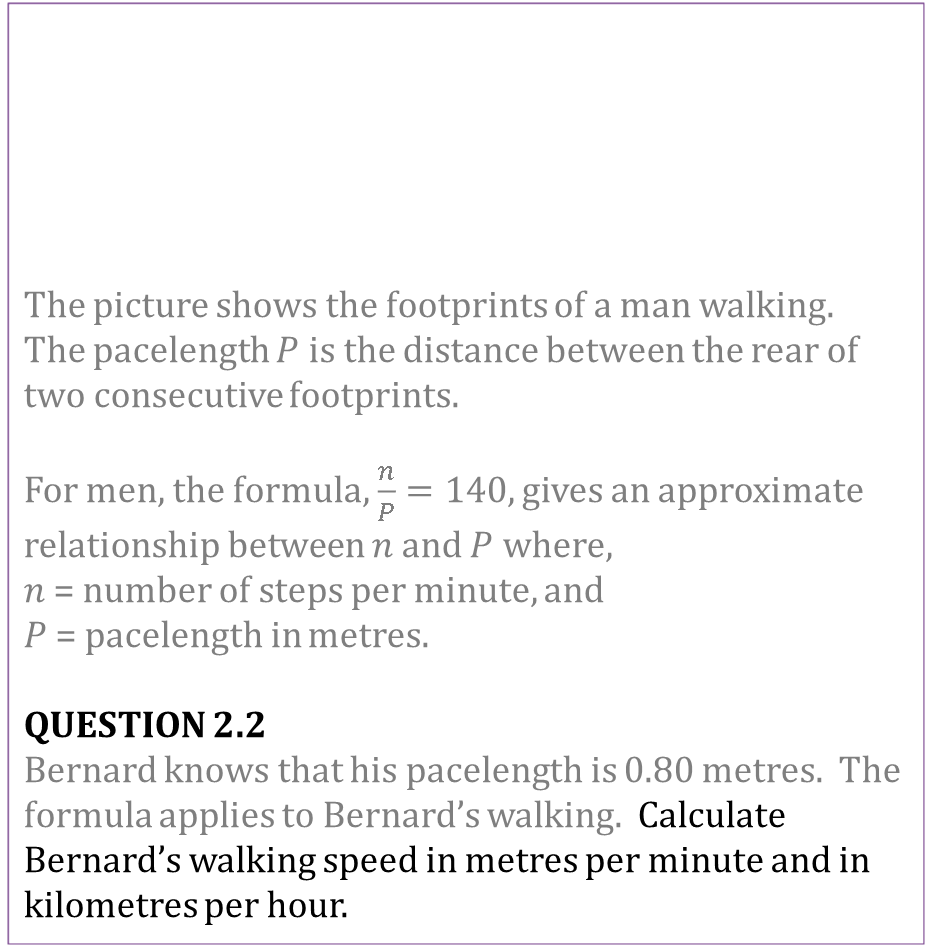 The picture shows the footprints of a man walking.
The pacelength P is the distance between the rear of
two consecutive footprints.
For men, the formula, n/P = 140, gives an approximate
relationship between n and P where,
n = number of steps per minute, and
P = pacelength in metres.
QUESTION 2.2
Bernard knows that his pacelength is 0.80 metres. The
formula applies to Bernard’s walking. Calculate
Bernard’s walking speed in metres per minute and in
kilometres per hour.